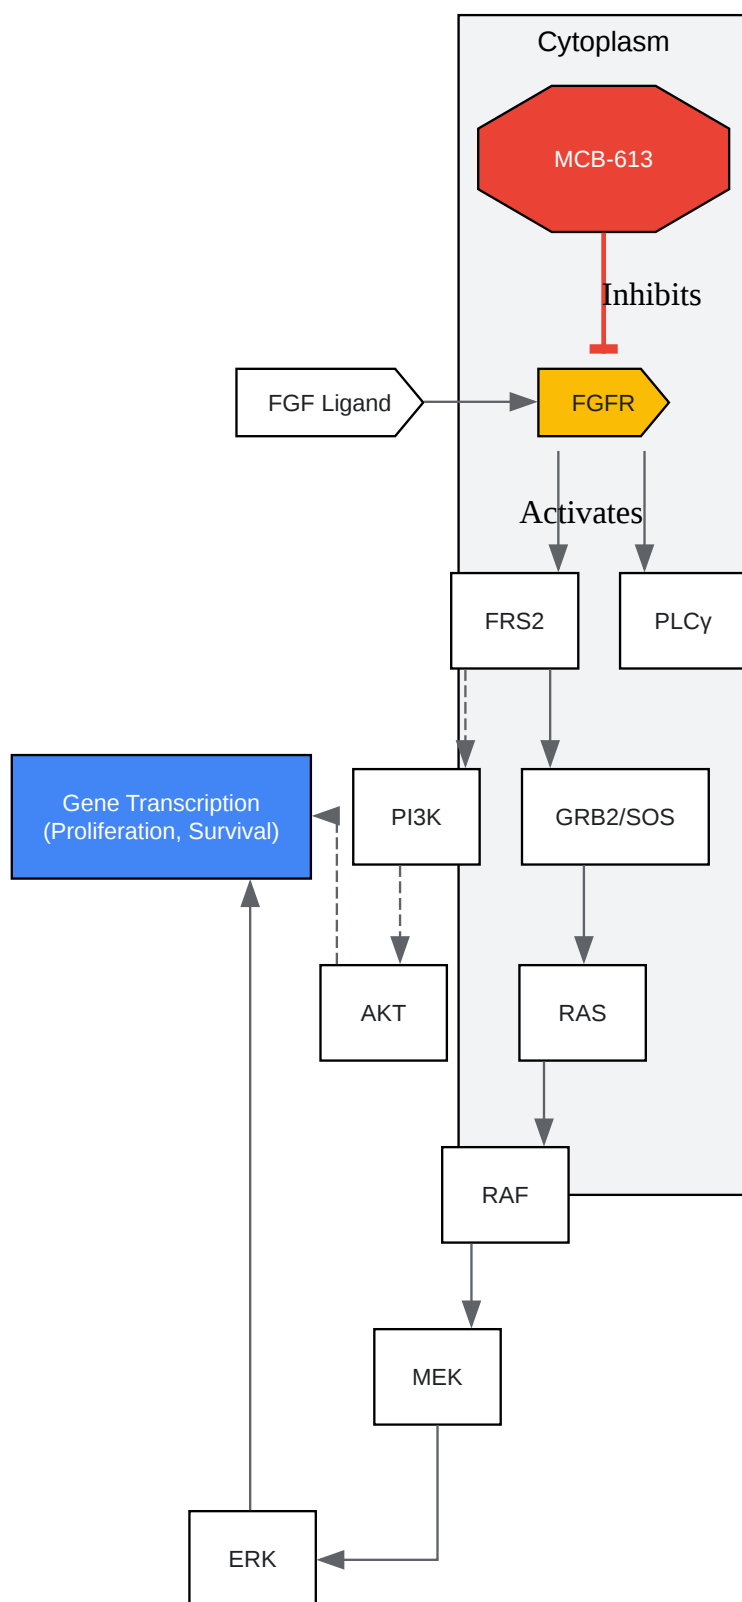 Cytoplasm
MCB-613
Inhibits
FGF Ligand
FGFR
Activates
FRS2
PLCγ
Gene Transcription
(Proliferation, Survival)
PI3K
GRB2/SOS
AKT
RAS
RAF
MEK
ERK